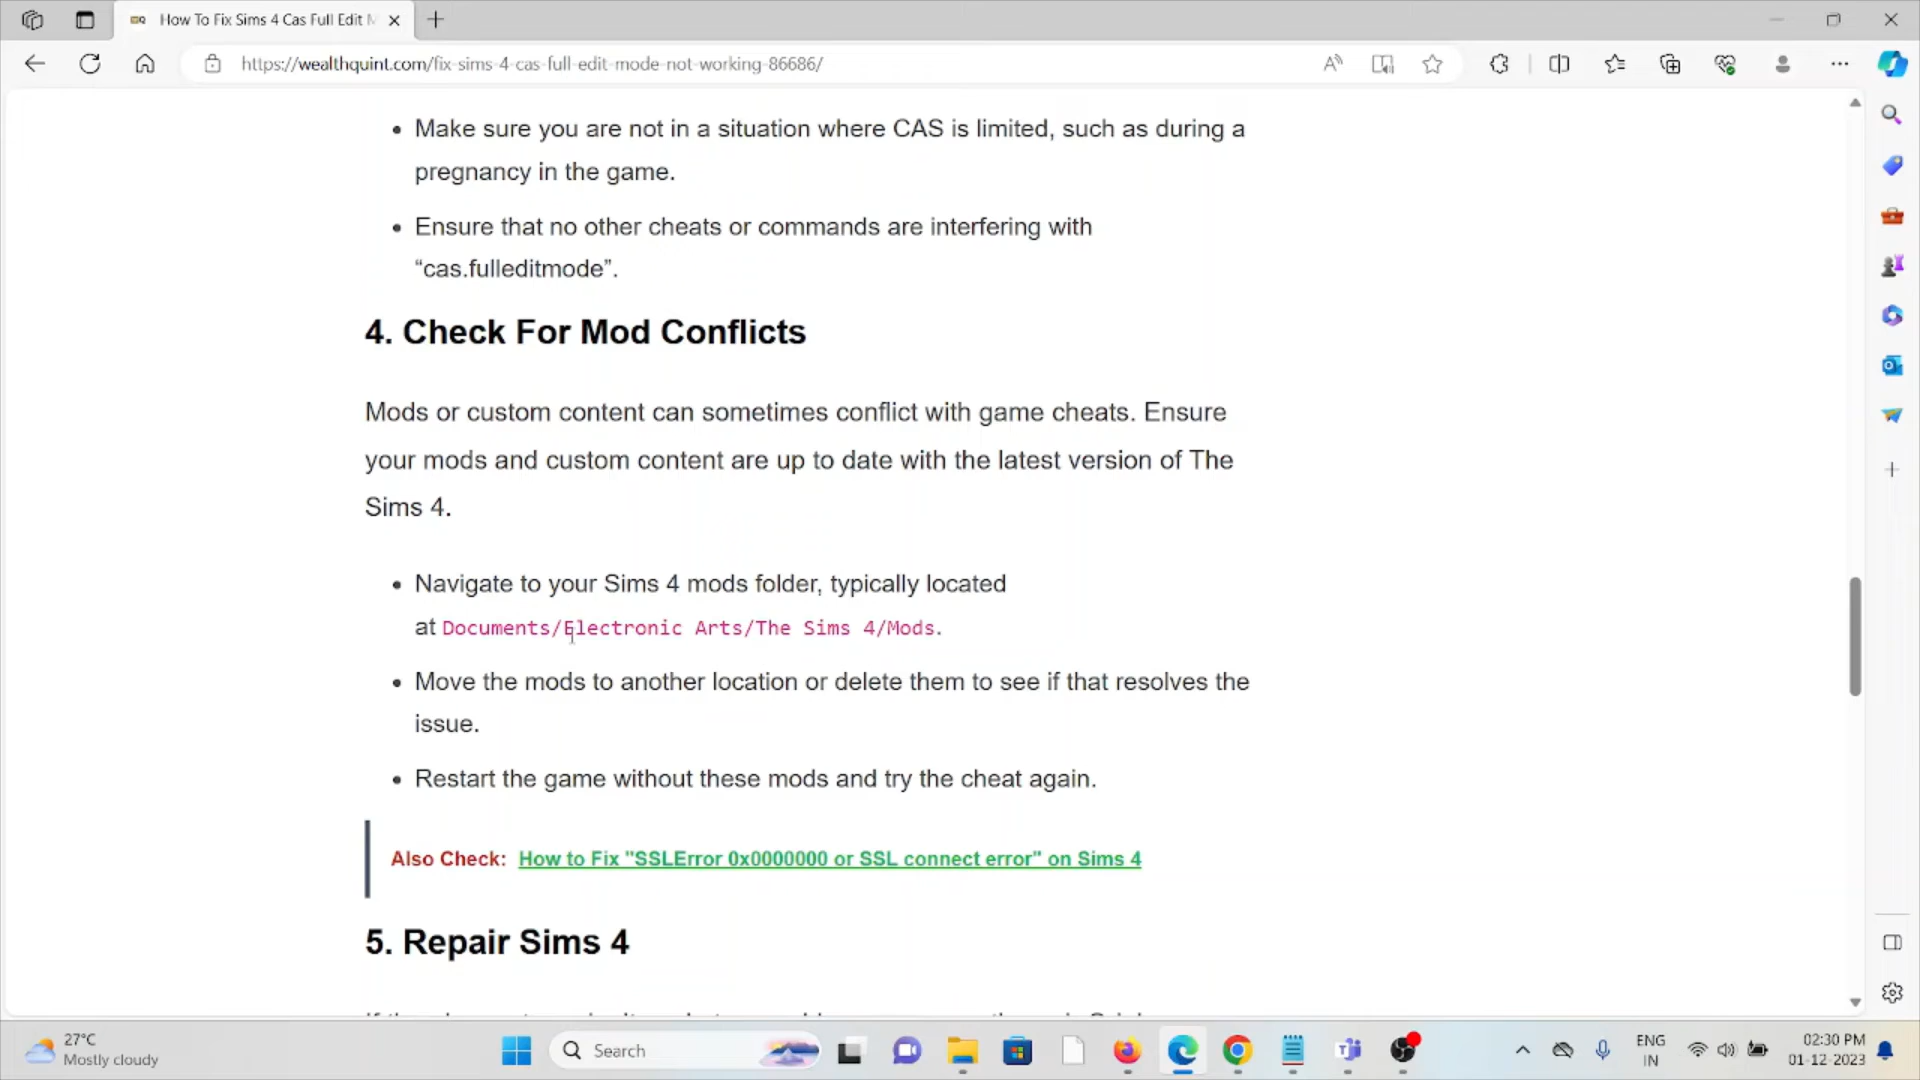 How To Fix Sims 4 Cas Full Edit M
https://wealthquint.com/fix-sims-4-cas-full-edit-mode-not-working-86686/
• Make sure you are not in a situation where CAS is limited, such as during a
pregnancy in the game.
• Ensure that no other cheats or commands are interfering with
“cas.fulleditmode”.
4. Check For Mod Conflicts
Mods or custom content can sometimes conflict with game cheats. Ensure
your mods and custom content are up to date with the latest version of The
Sims 4.
• Navigate to your Sims 4 mods folder, typically located
at Documents/Electronic Arts/The Sims 4/Mods.
• Move the mods to another location or delete them to see if that resolves the
issue.
• Restart the game without these mods and try the cheat again.
Also Check: How to Fix "SSLError 0x0000000 or SSL connect error" on Sims 4
5. Repair Sims 4
27°C
Mostly cloudy
Search
ENG
IN
02:30 PM
01-12-2023